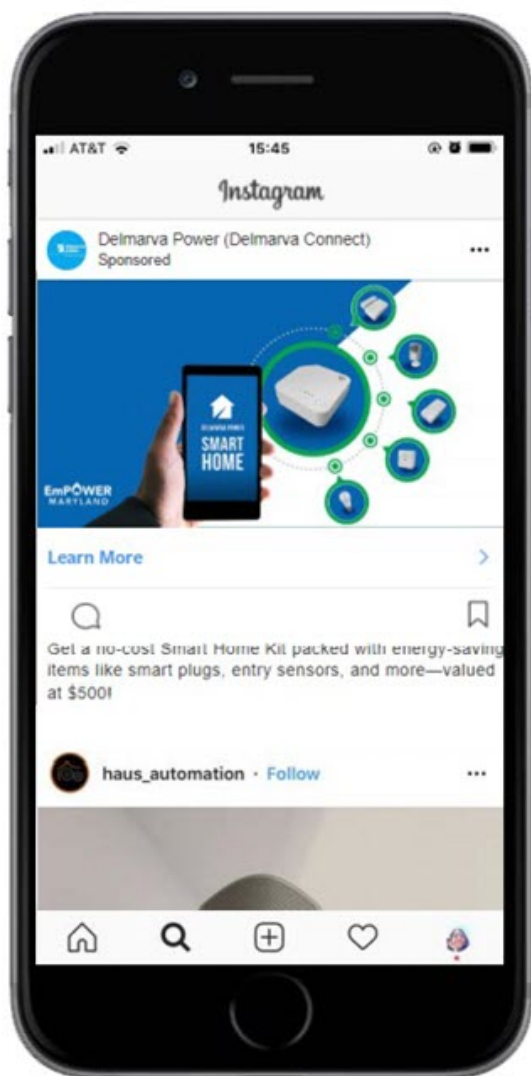 AT&T 15:45
Instagram
Delmarva Power (Delmarva Connect)
Sponsored
DELMARVA POWER
SMART
HOME
EmPOWER
MARYLAND
Learn More
Get a no-cost Smart Home Kit packed with energy-saving
items like smart plugs, entry sensors, and more—valued
at $500!
haus_automation · Follow